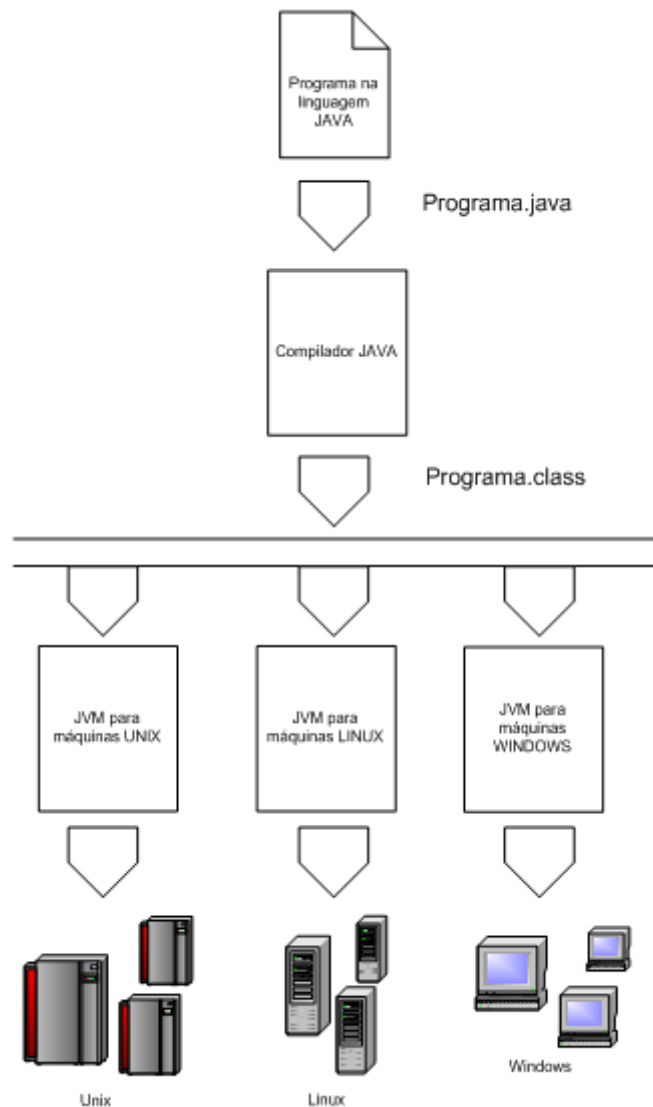 Programa na
linguagem
JAVA
Programa.java
Compilador JAVA
Programa.class
JVM para
máquinas UNIX
JVM para
máquinas LINUX
JVM para
máquinas
WINDOWS
Unix
Linux
Windows